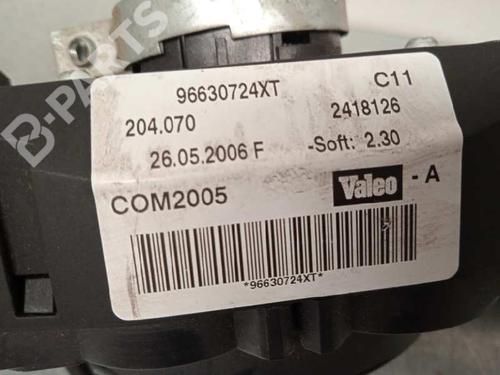 B-PARTS
96630724XT C11
204.070 2418126
26.05.2006 F -Soft: 2.30
COM2005 Valeo - A
*96630724XT*